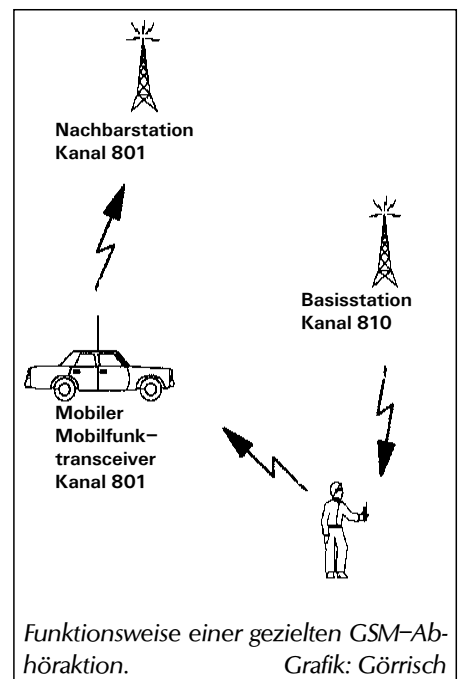 Nachbarstation
Kanal 801
Basisstation
Kanal 810
Mobiler
Mobilfunk–
transceiver
Kanal 801
Funktionsweise einer gezielten GSM–Ab-
höraktion. Grafik: Görrisch